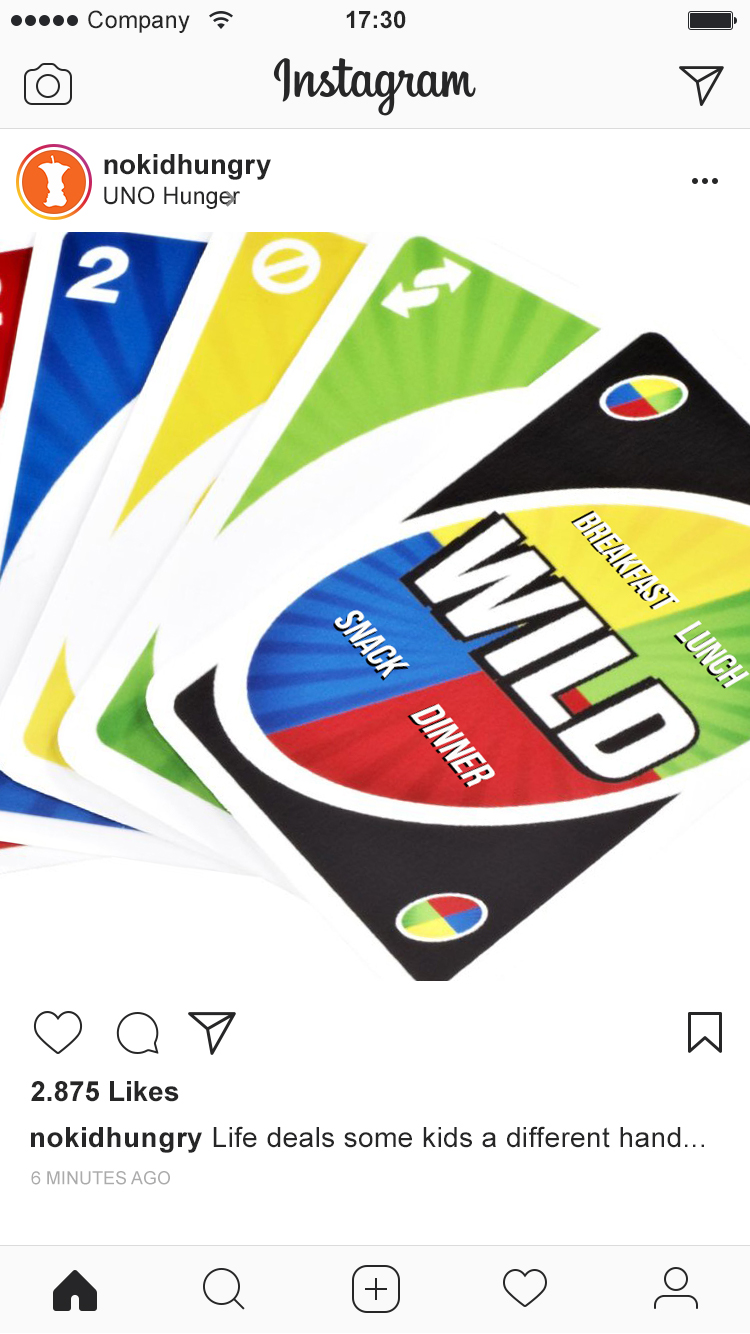 Company
17:30
Instagram
nokidhungry
UNO Hunger
2
BREAKFAST
LUNCH
WILD
SNACK
DINNER
2.875 Likes
nokidhungry Life deals some kids a different hand...
6 MINUTES AGO